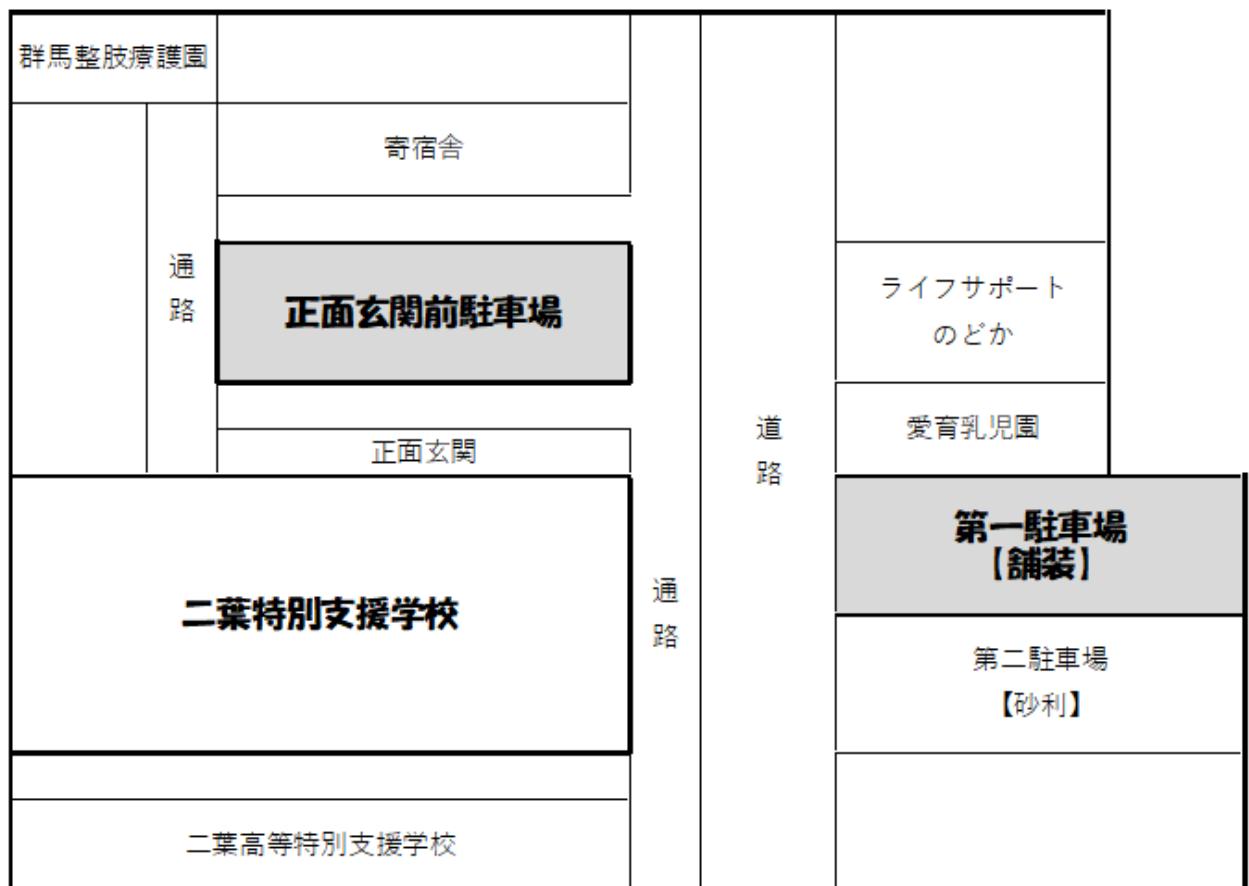 群馬整肢療護園
寄宿舎
通
路
正面玄関前駐車場
ライフサポート
のどか
愛育乳児園
正面玄関
道
路
第一駐車場
【舗装】
二葉特別支援学校
通
路
第二駐車場
【砂利】
二葉高等特別支援学校